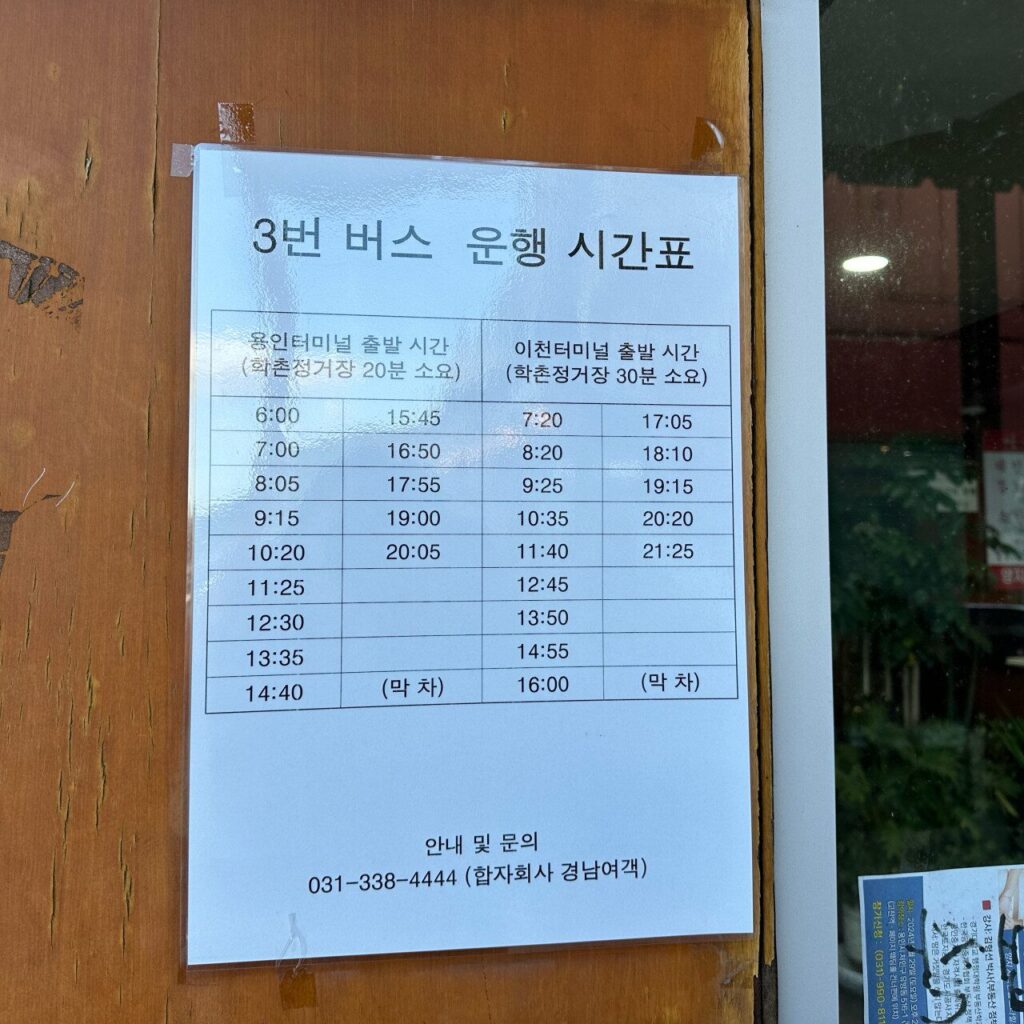 3번 버스 운행 시간표
용인터미널 출발 시간
(학촌정거장 20분 소요)
이천터미널 출발 시간
(학촌정거장 30분 소요)
6:00 15:45 7:20 17:05
7:00 16:50 8:20 18:10
8:05 17:55 9:25 19:15
9:15 19:00 10:35 20:20
10:20 20:05 11:40 21:25
11:25 12:45
12:30 13:50
13:35 14:55
14:40 (막 차) 16:00 (막 차)
안내 및 문의
031-338-4444 (합자회사 경남여객)